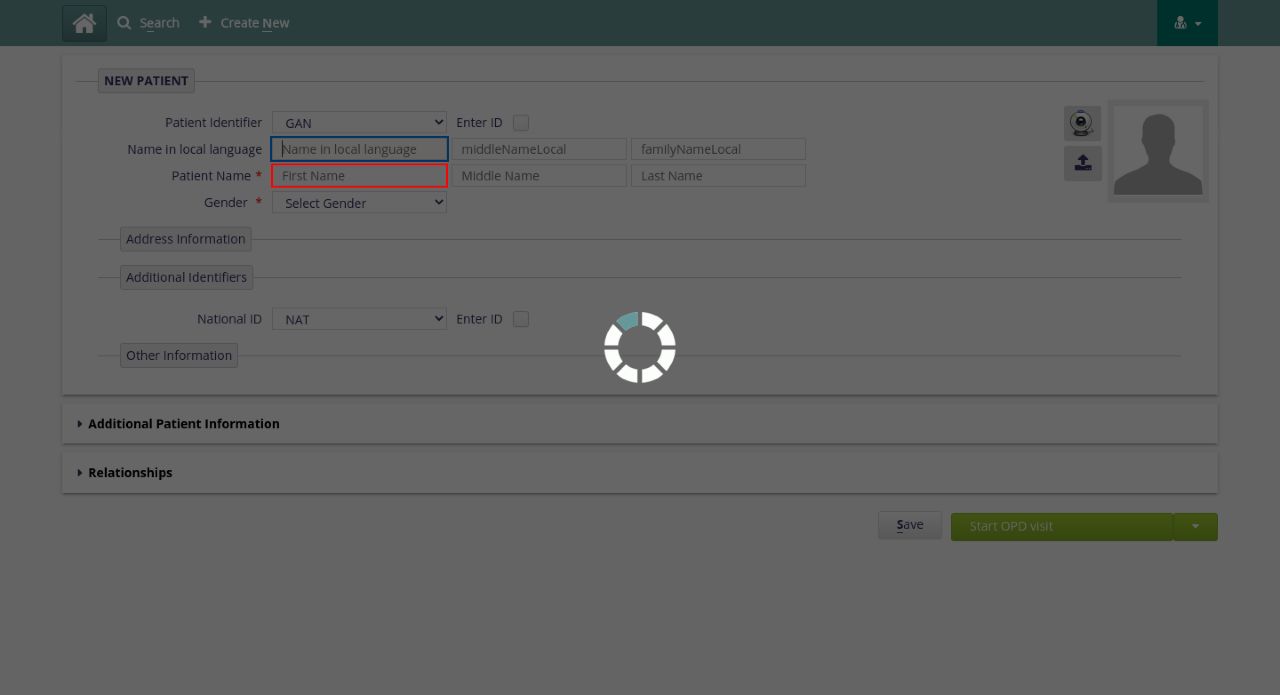 Search Create New
NEW PATIENT
Patient Identifier GAN Enter ID
Name in local language Name in local language middleNameLocal familyNameLocal
Patient Name * First Name Middle Name Last Name
Gender * Select Gender
Address Information
Additional Identifiers
National ID NAT Enter ID
Other Information
Additional Patient Information
Relationships
Save Start OPD visit